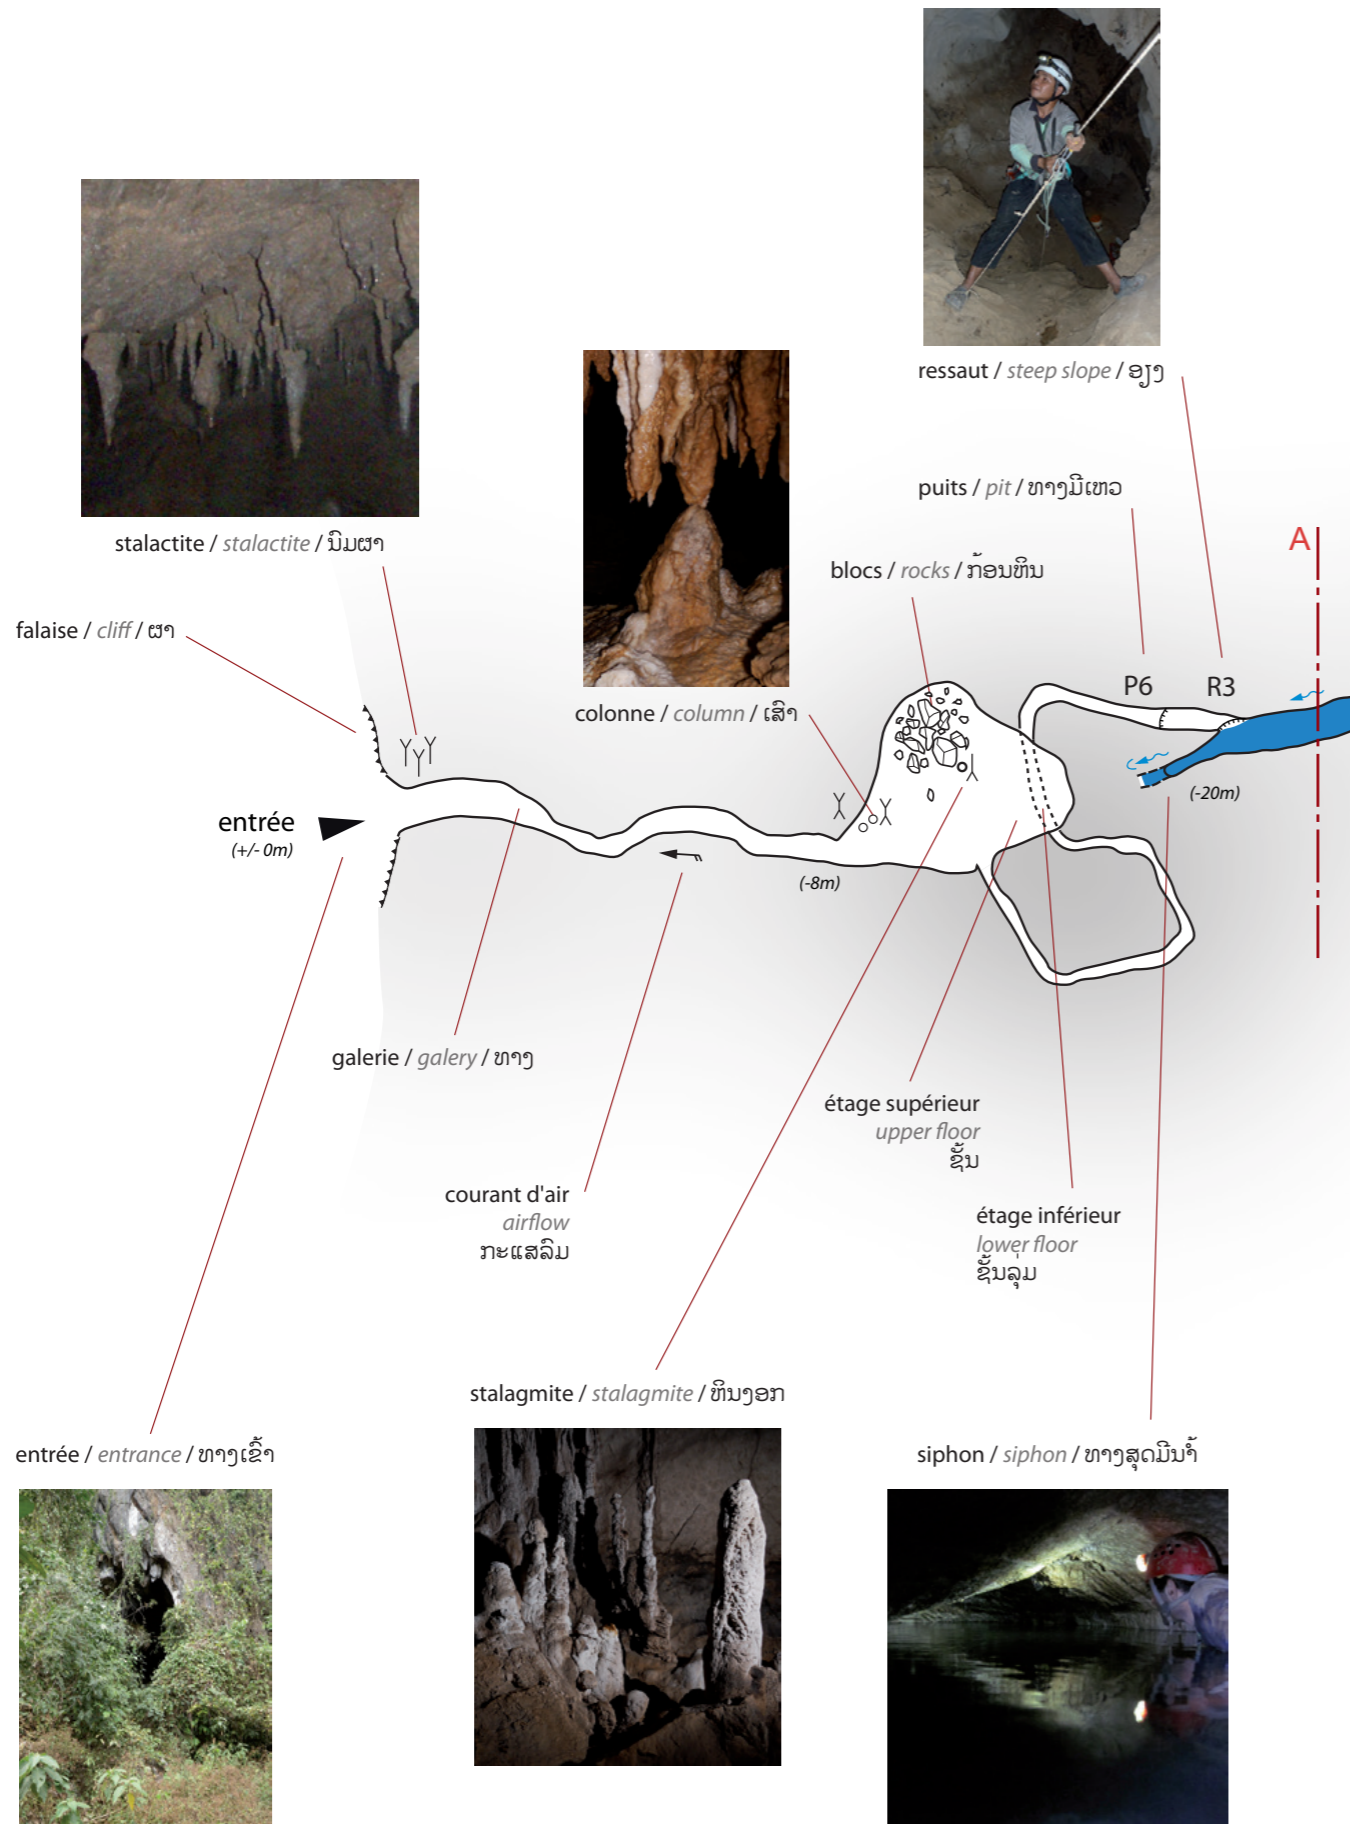 ressaut / steep slope / ອຽງ
puits / pit / ທາງມີເຫວ
A
stalactite / stalactite / ນົມຜາ
blocs / rocks / ກ້ອນຫິນ
falaise / cliff / ຜາ
P6
R3
colonne / column / ເສົາ
(-20m)
entrée
(+/- 0m)
(-8m)
galerie / galery / ທາງ
étage supérieur
upper floor
ຊັ້ນ
courant d'air
airflow
ກະແສລົມ
étage inférieur
lower floor
ຊັ້ນລຸ່ມ
stalagmite / stalagmite / ຫິນງອກ
entrée / entrance / ທາງເຂົ້າ
siphon / siphon / ທາງສຸດມີນ້ຳ